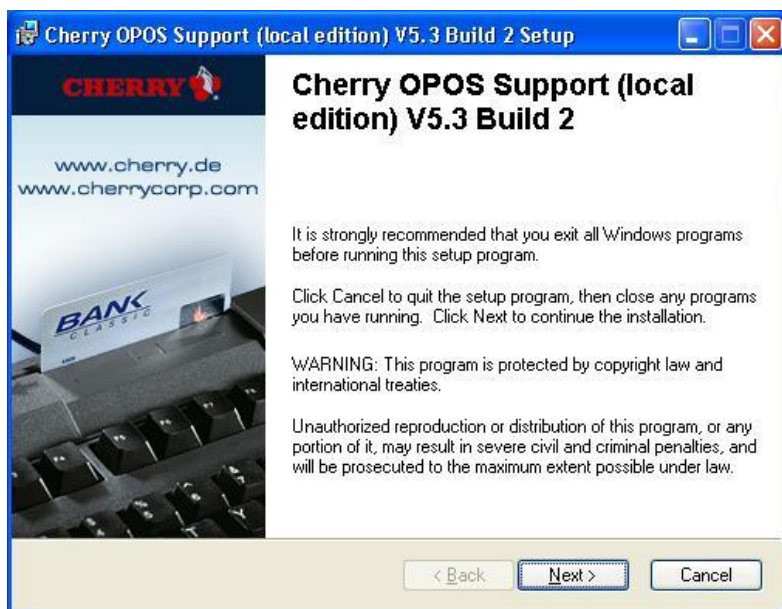 Cherry OPOS Support (local edition) V5.3 Build 2 Setup
CHERRY
www.cherry.de
www.cherrycorp.com
BANK
CLASSIC
Cherry OPOS Support (local
edition) V5.3 Build 2
It is strongly recommended that you exit all Windows programs
before running this setup program.
Click Cancel to quit the setup program, then close any programs
you have running.  Click Next to continue the installation.
WARNING: This program is protected by copyright law and
international treaties.
Unauthorized reproduction or distribution of this program, or any
portion of it, may result in severe civil and criminal penalties, and
will be prosecuted to the maximum extent possible under law.
< Back
Next >
Cancel